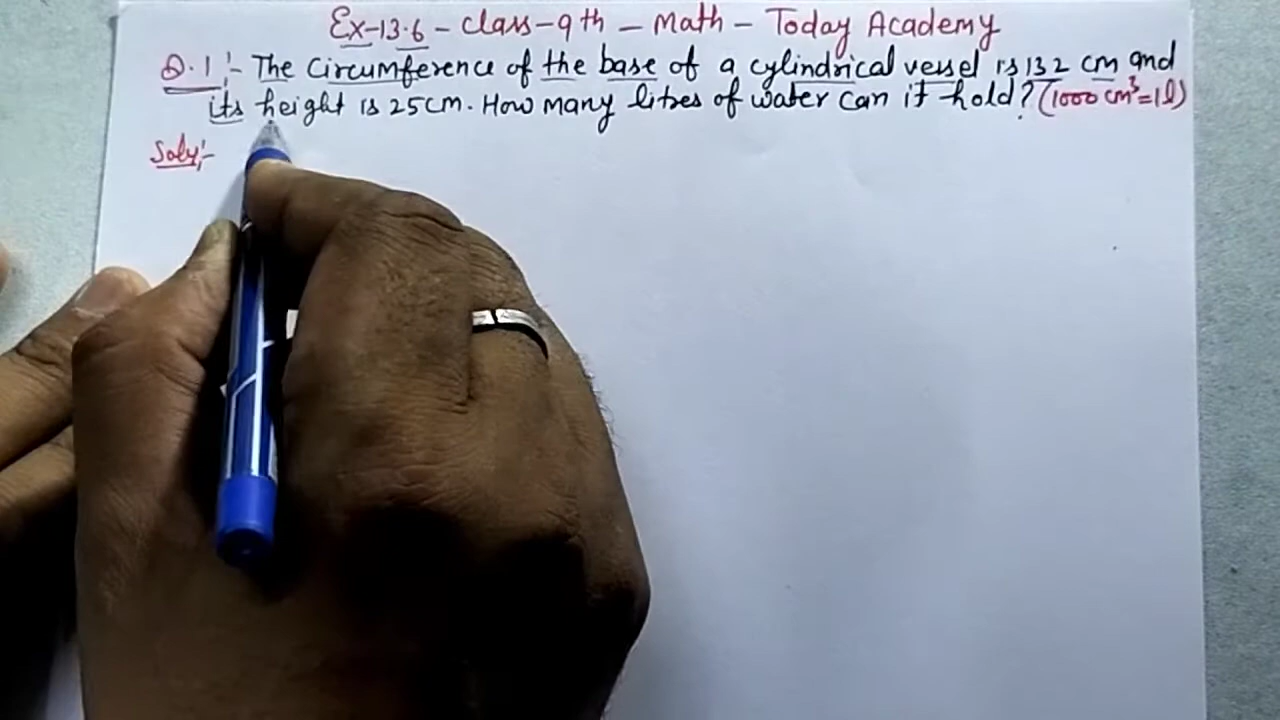 Ex-13.6 - Class - 9th - Math - Today Academy
Q.1:- The Circumference of the base of a cylindrical vessel is 132 cm and
its height is 25cm. How many litres of water can it hold? (1000 cm³=1l)
Soly:-